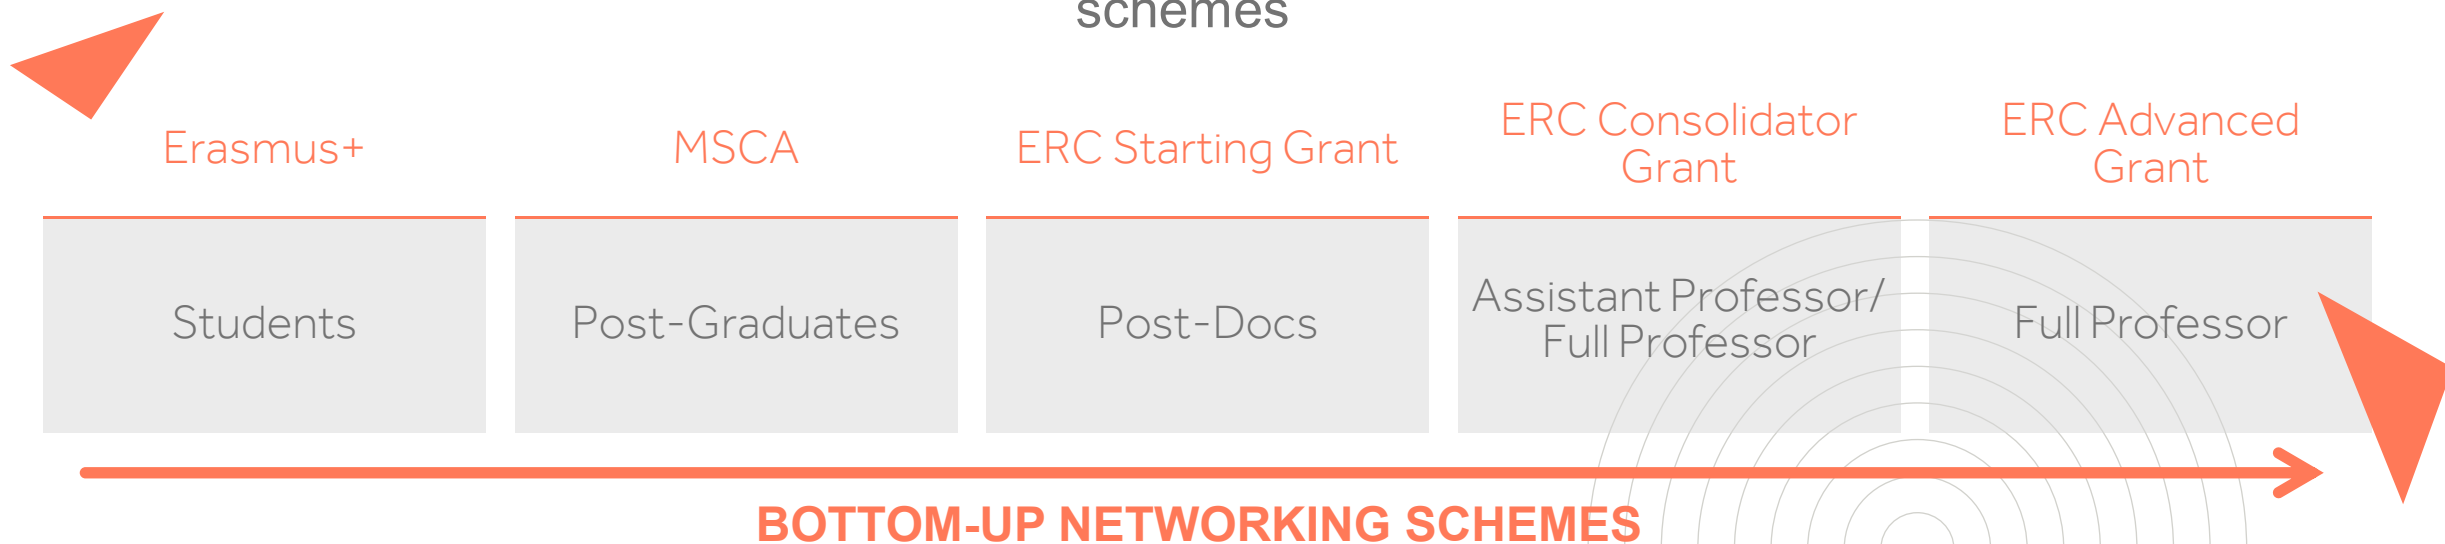 schemes
Erasmus+
MSCA
ERC Starting Grant
ERC Consolidator
Grant
ERC Advanced
Grant
Students
Post-Graduates
Post-Docs
Assistant Professor/
Full Professor
Full Professor
BOTTOM-UP NETWORKING SCHEMES